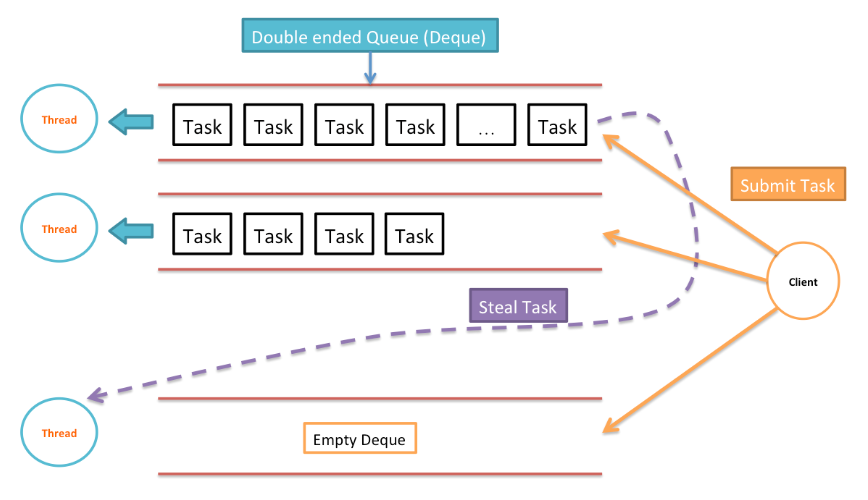 Double ended Queue (Deque)
Thread
Task Task Task Task ... Task
Submit Task
Thread
Task Task Task Task
Client
Steal Task
Thread
Empty Deque